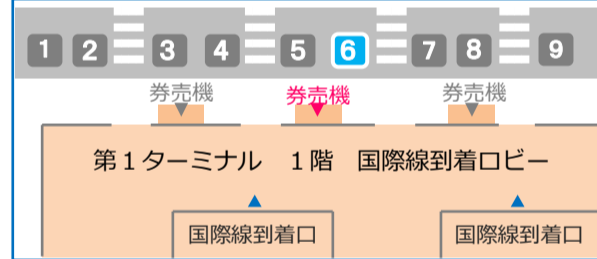 1 2 3 4 5 6 7 8 9
券売機 券売機 券売機
第１ターミナル　１階　国際線到着ロビー
国際線到着口 国際線到着口